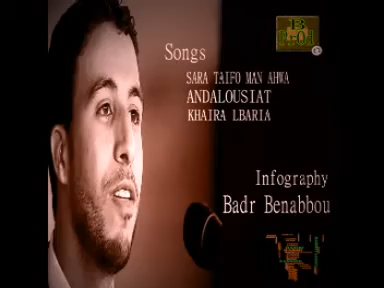 Songs
SARA TAIFO MAN AHWA
ANDALOUSIAT
KHAIRA LBARIA
Infography
Badr Benabbou